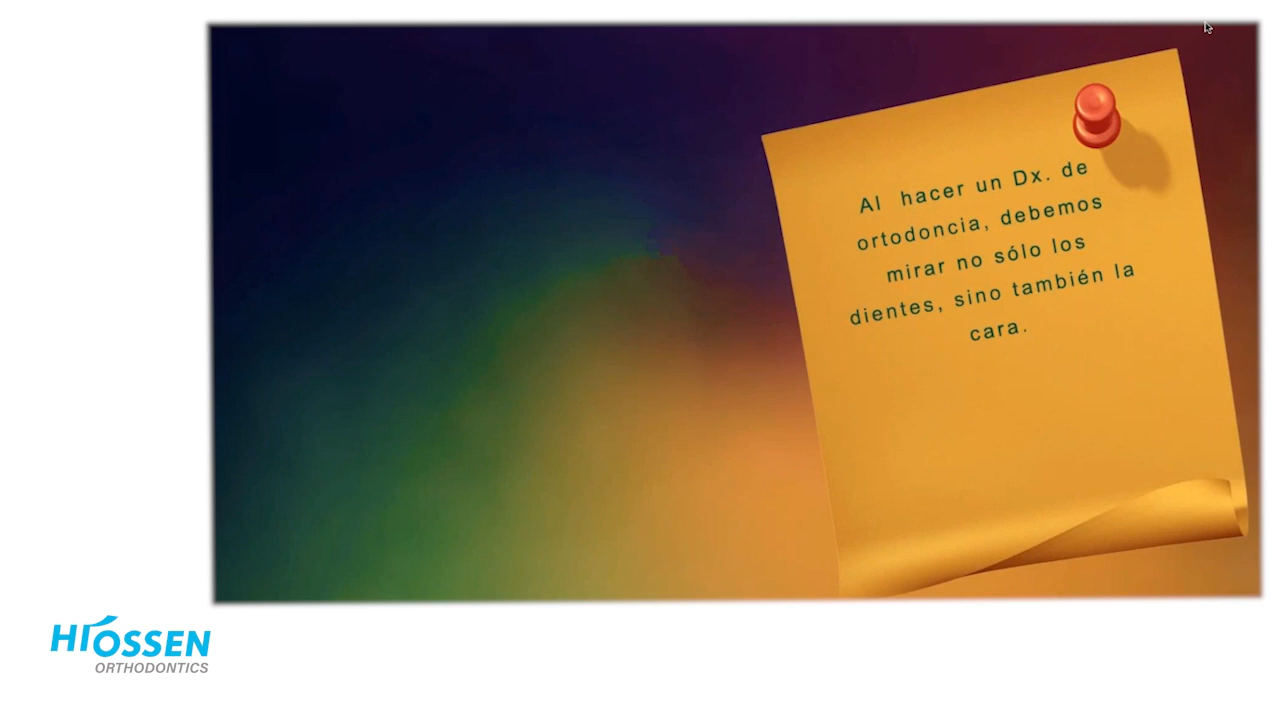 Al hacer un Dx. de
ortodoncia, debemos
mirar no sólo los
dientes, sino también la
cara.
HIOSSEN
ORTHODONTICS